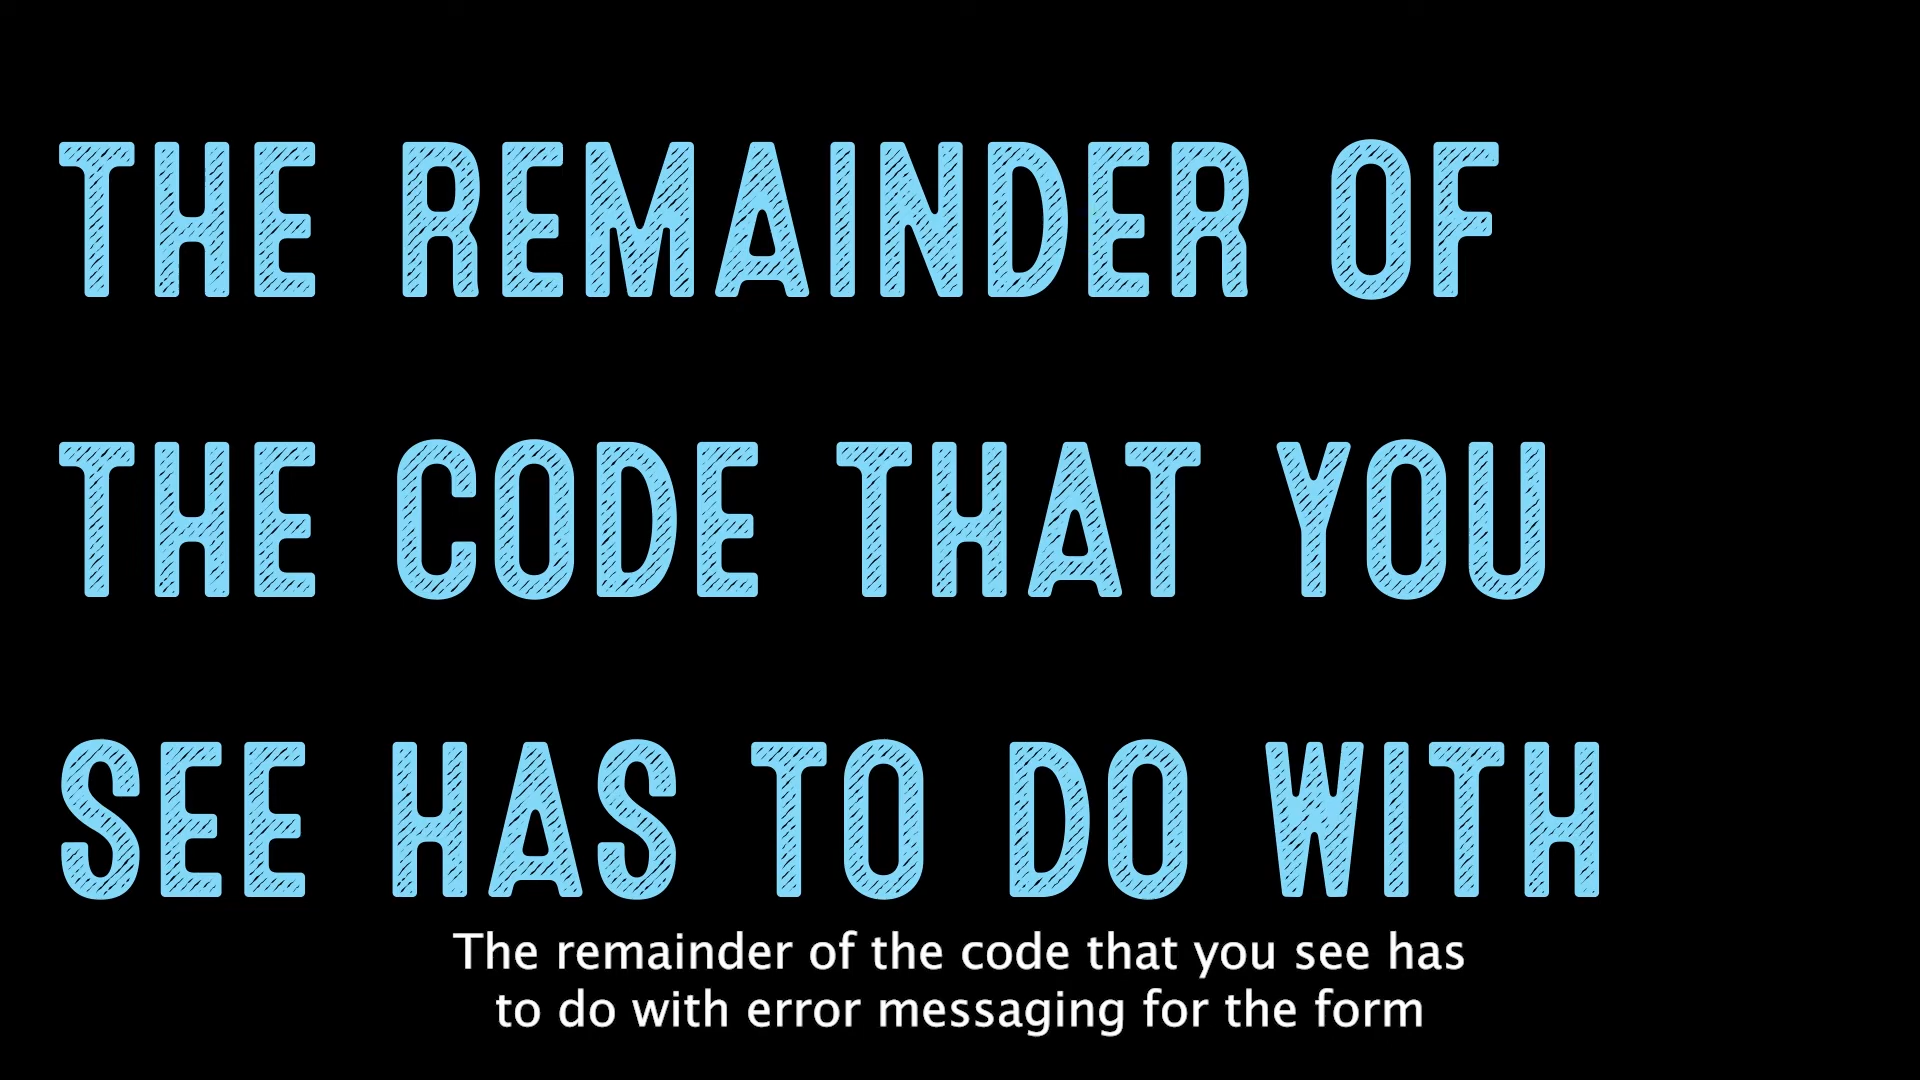 THE REMAINDER OF
THE CODE THAT YOU
SEE HAS TO DO WITH
The remainder of the code that you see has
to do with error messaging for the form